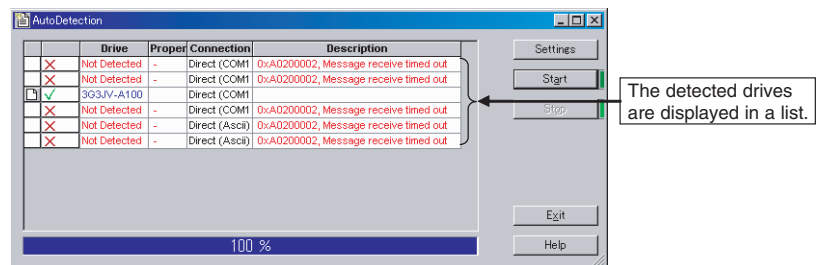 AutoDetection
Drive Proper Connection Description
Not Detected - Direct (COM1 0xA0200002, Message receive timed out
Not Detected - Direct (COM1 0xA0200002, Message receive timed out
3G3JV-A100 Direct (COM1
Not Detected - Direct (COM1 0xA0200002, Message receive timed out
Not Detected - Direct (Ascii) 0xA0200002, Message receive timed out
Not Detected - Direct (Ascii) 0xA0200002, Message receive timed out
100 %
Settings
Start
Stop
Exit
Help
The detected drives
are displayed in a list.